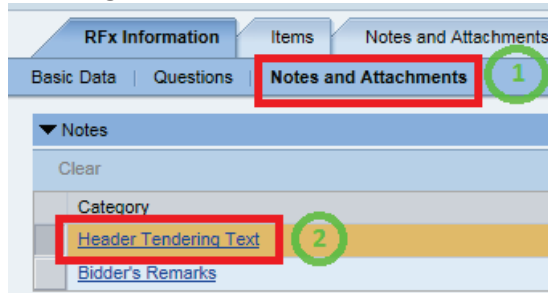 RFx Information Items Notes and Attachments
Basic Data | Questions | Notes and Attachments 1
Notes
Clear
Category
Header Tendering Text 2
Bidder's Remarks